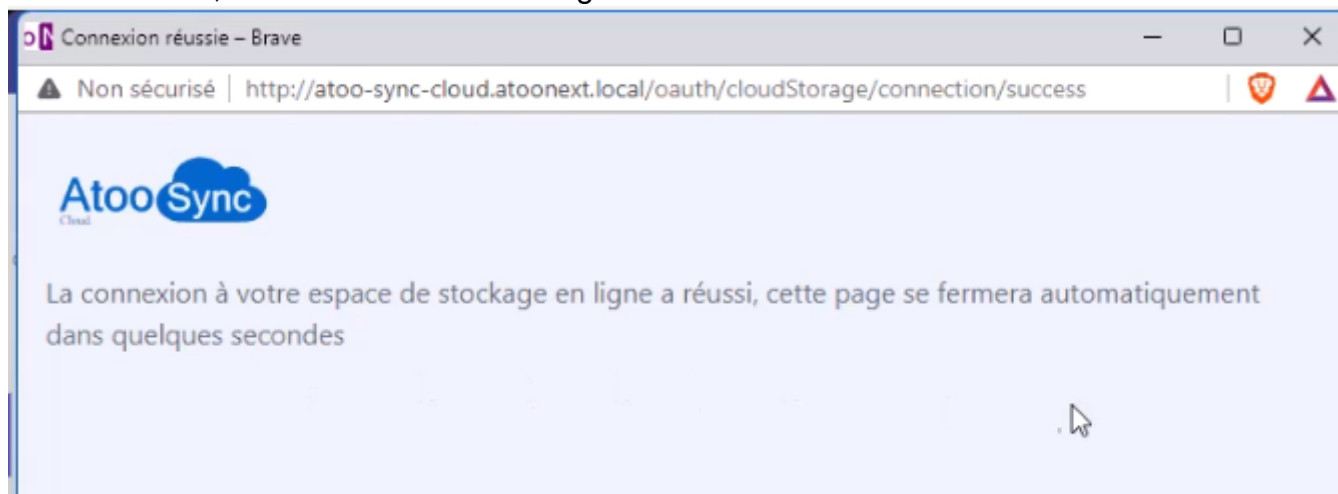 Connexion réussie – Brave
Non sécurisé | http://atoo-sync-cloud.atoonext.local/oauth/cloudStorage/connection/success
Atoo Sync
Cloud
La connexion à votre espace de stockage en ligne a réussi, cette page se fermera automatiquement
dans quelques secondes